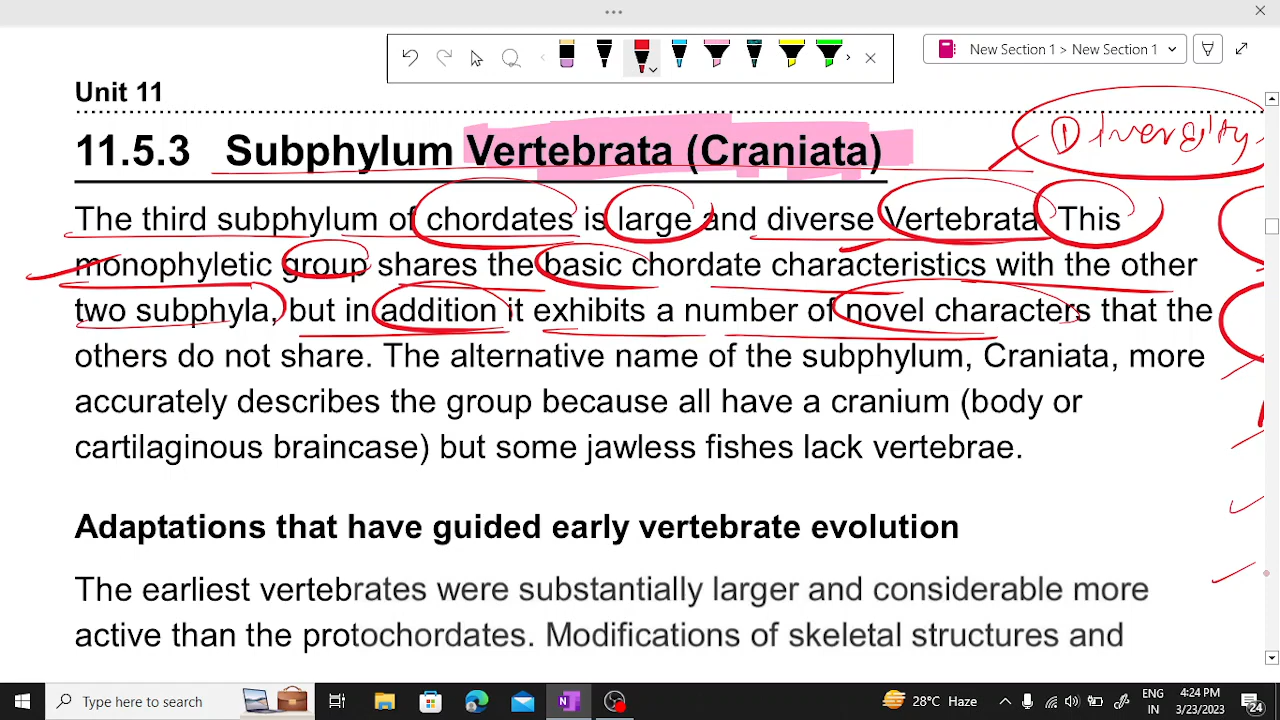 New Section 1 > New Section 1
Unit 11
11.5.3 Subphylum Vertebrata (Craniata)
Diversity
The third subphylum of chordates is large and diverse Vertebrata This
monophyletic group shares the basic chordate characteristics with the other
two subphyla, but in addition it exhibits a number of novel characters that the
others do not share. The alternative name of the subphylum, Craniata, more
accurately describes the group because all have a cranium (body or
cartilaginous braincase) but some jawless fishes lack vertebrae.
Adaptations that have guided early vertebrate evolution
The earliest vertebrates were substantially larger and considerable more
active than the protochordates. Modifications of skeletal structures and
Type here to search
28°C Haze
ENG
IN
4:24 PM
3/23/2023
24